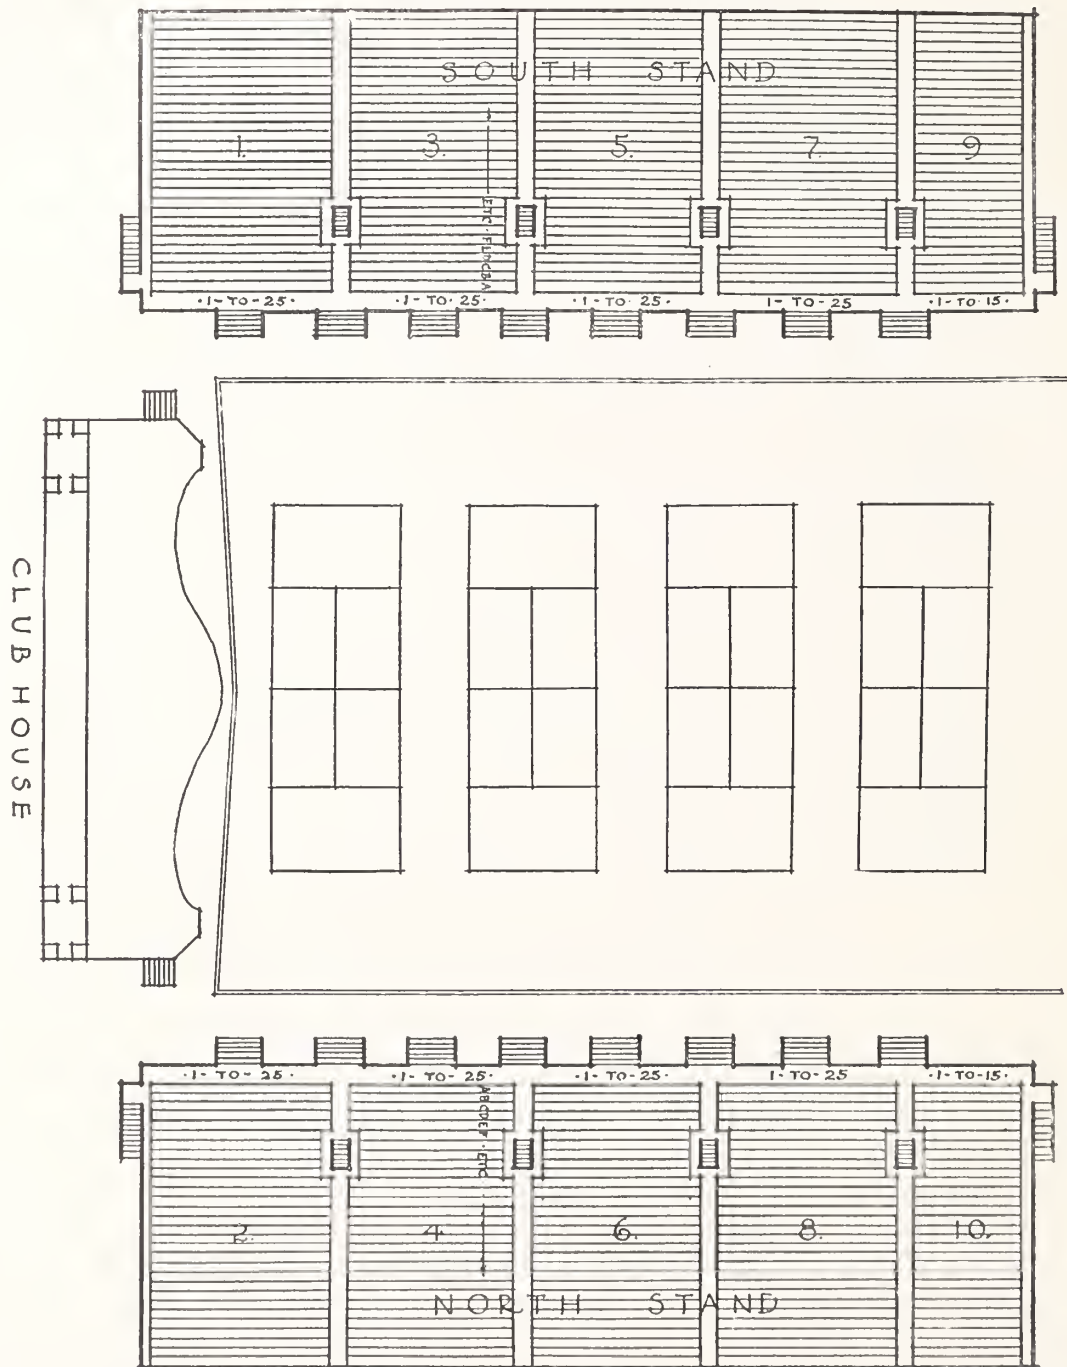 SOUTH STAND
1. 3. 5. 7. 9
ETC · FEDCBA
·1-TO-25· ·1-TO-25· 1-TO-25· 1-TO-25 ·1-TO-15·
CLUB HOUSE
·1-TO-25· ·1-TO-25· ·1-TO-25· 1-TO-25 ·1-TO-15·
ABCDEF · ETC
2. 4 6. 8. 10.
NORTH STAND